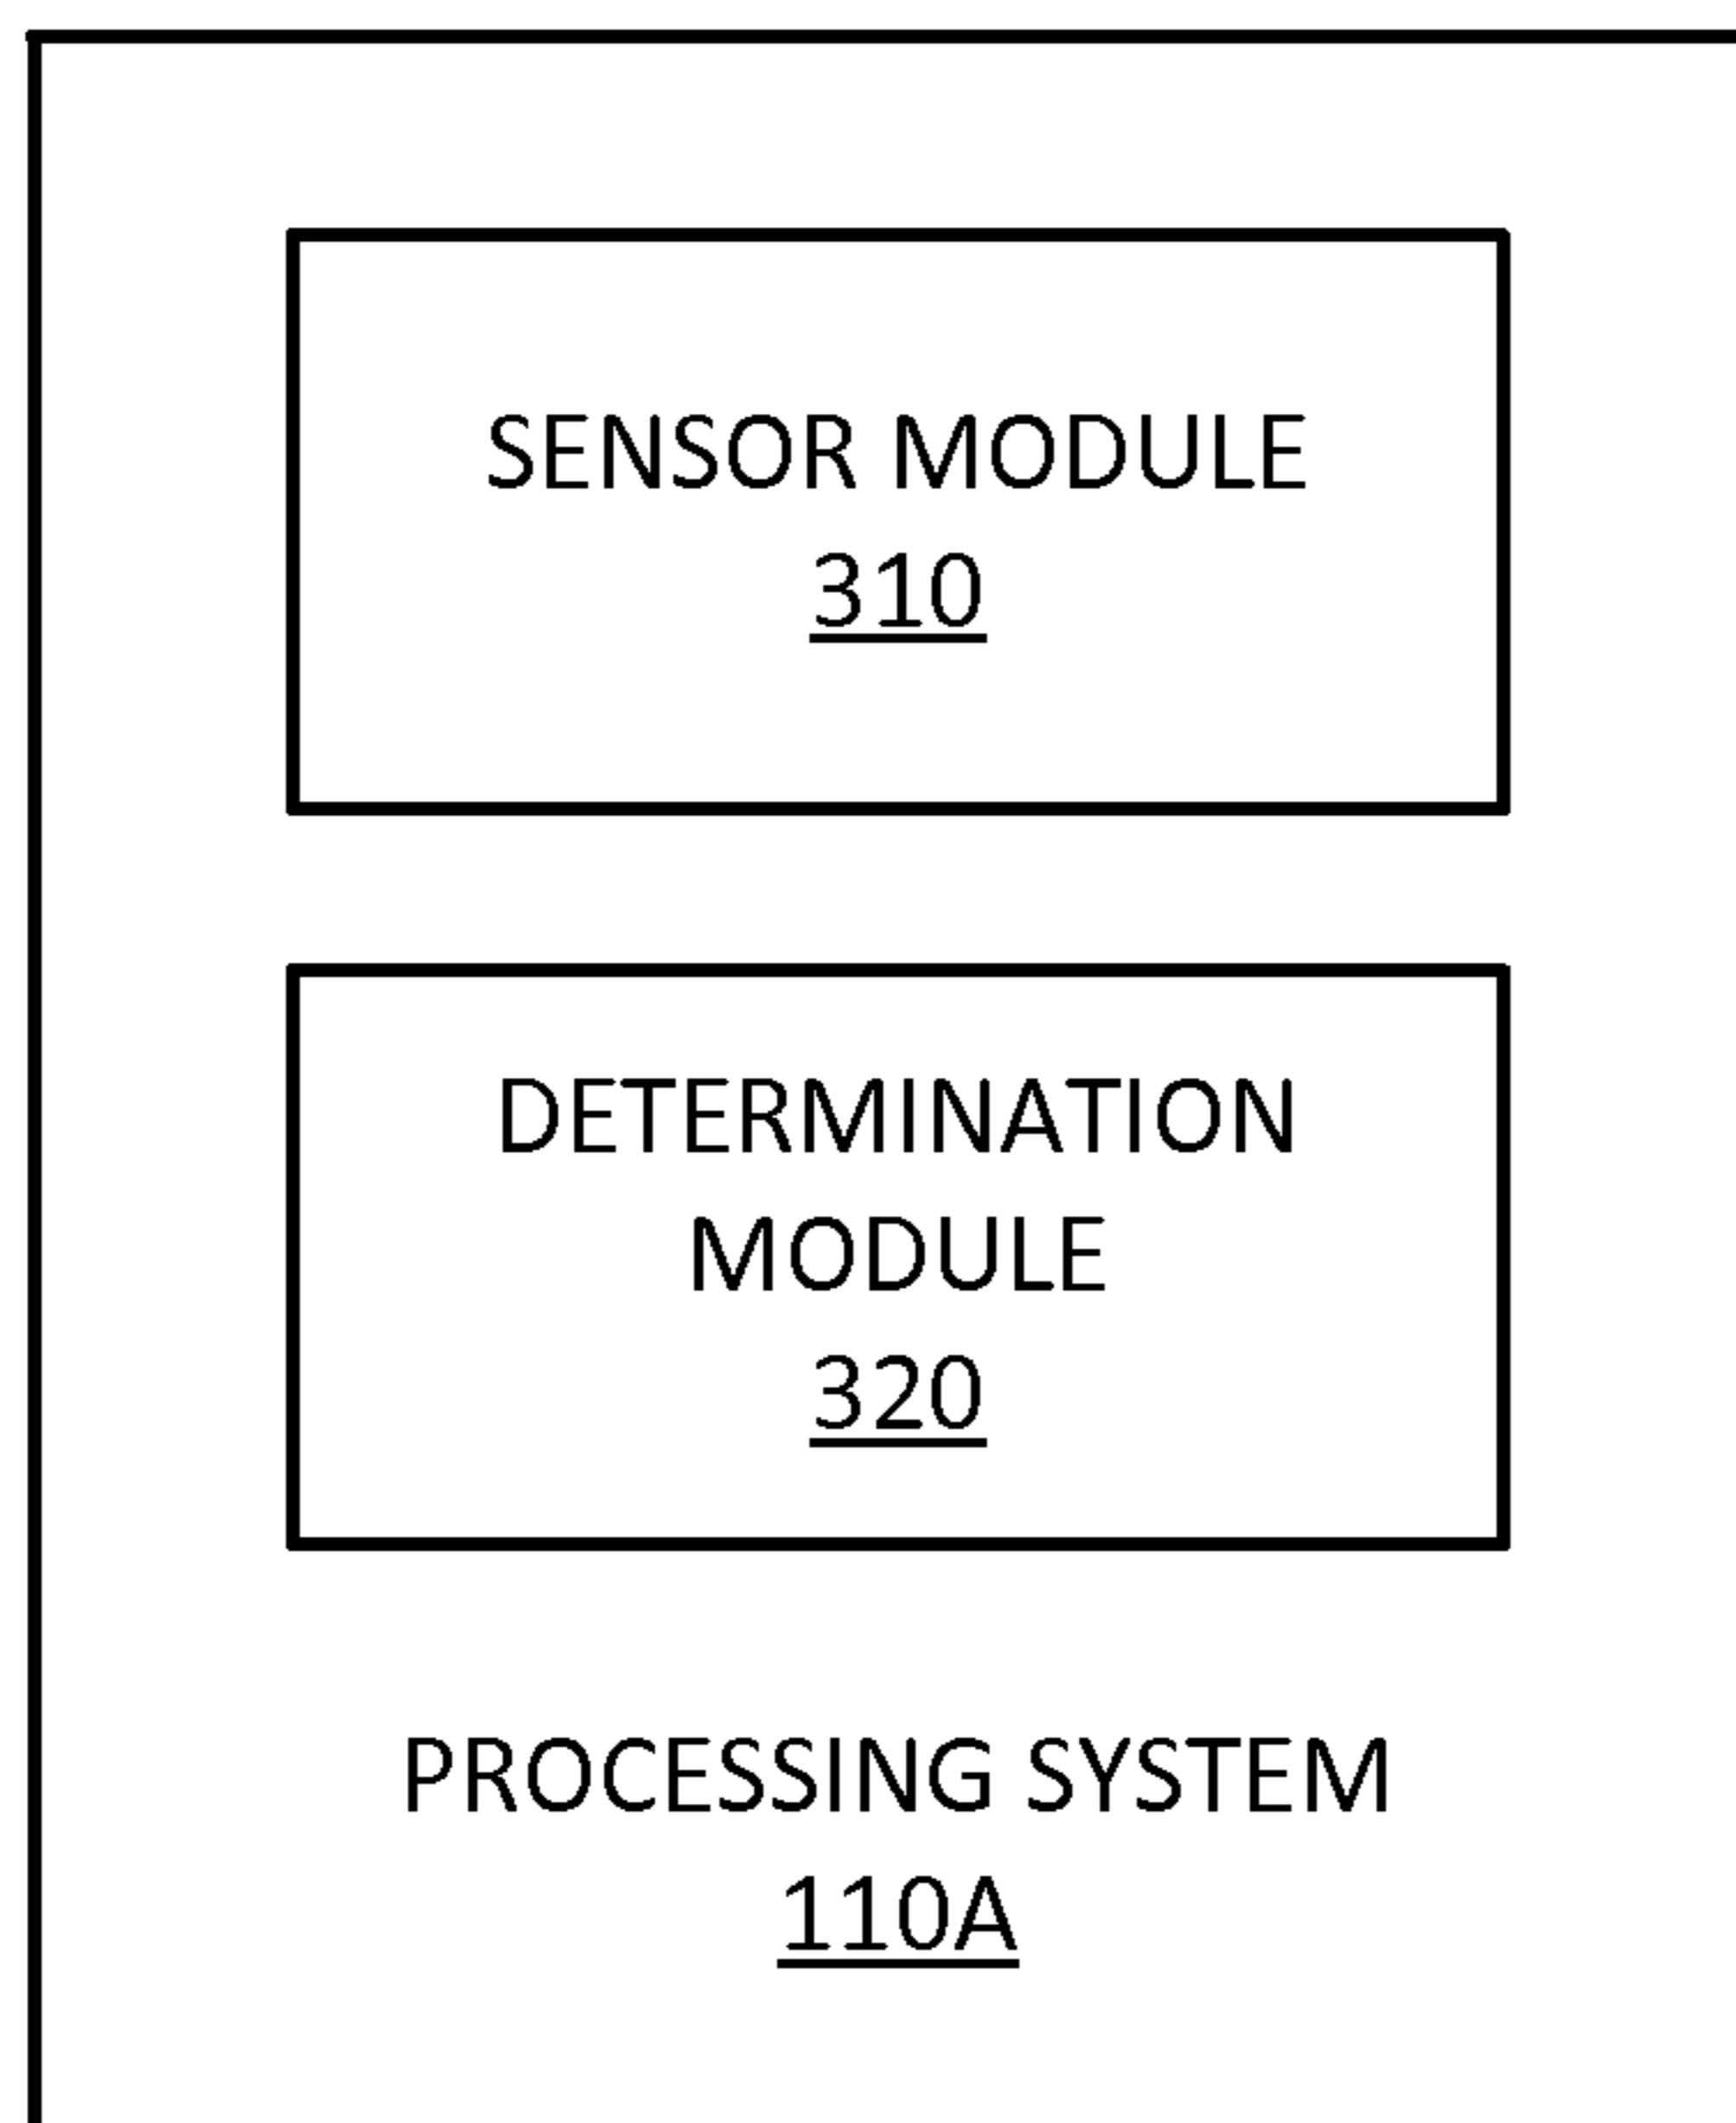 SENSOR MODULE
310
DETERMINATION
MODULE
320
PROCESSING SYSTEM
110A